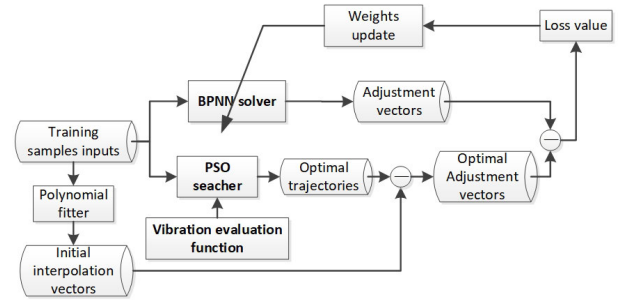 Weights
update
Loss value
BPNN solver
Adjustment
vectors
Training
samples inputs
PSO
seacher
Optimal
trajectories
Optimal
Adjustment
vectors
Polynomial
fitter
Vibration evaluation
function
Initial
interpolation
vectors